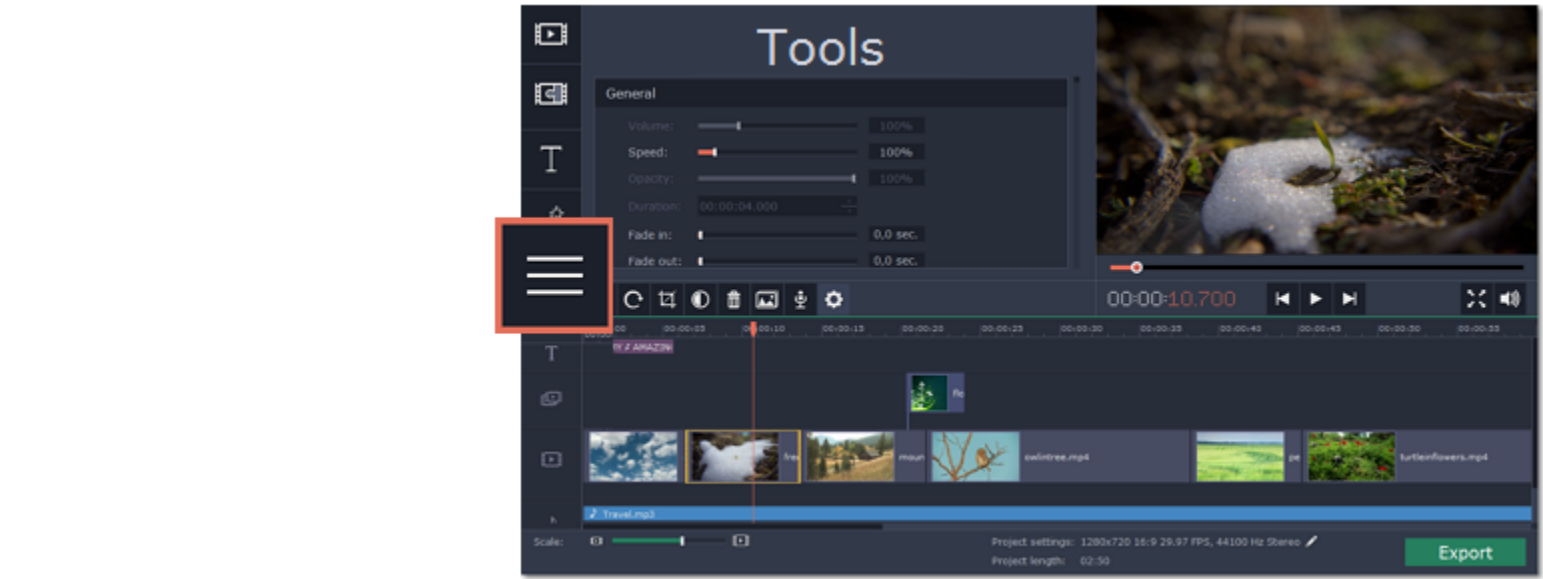 Tools
General
Volume: 100%
Speed: 100%
Opacity: 100%
Duration: 00:00:04.000
Fade in: 0,0 sec.
Fade out: 0,0 sec.
00:00:10.700
00:00:05 00:00:10 00:00:15 00:00:20 00:00:25 00:00:30 00:00:35 00:00:40 00:00:45 00:00:50 00:00:55
T
AMAZIN
flo
moun
owlintree.mp4
pe
turtleinflowers.mp4
Travel.mp3
Scale:
Project settings: 1280x720 16:9 29.97 FPS, 44100 Hz Stereo
Project length: 02:50
Export